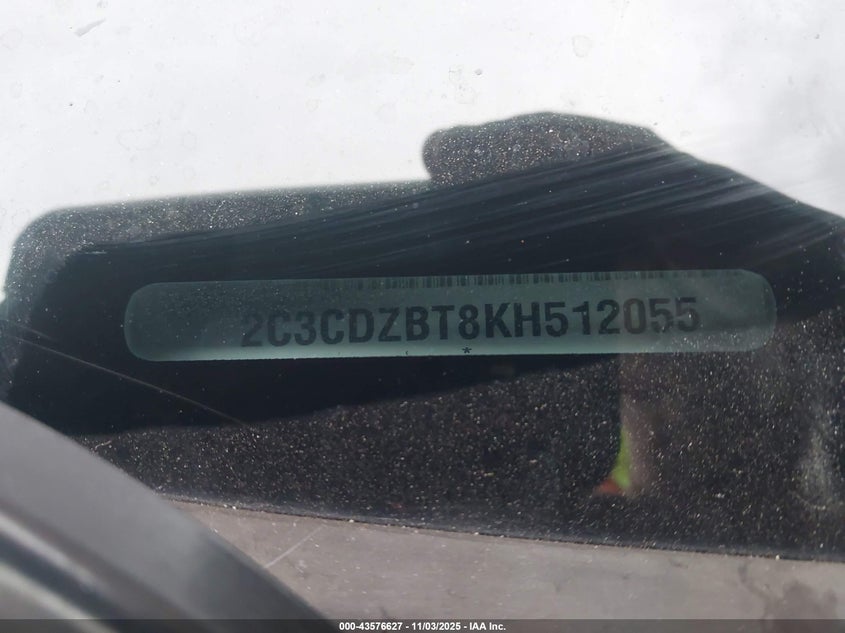 2C3CDZBT8KH512055
*
000-43576627 - 11/03/2025 - IAA Inc.